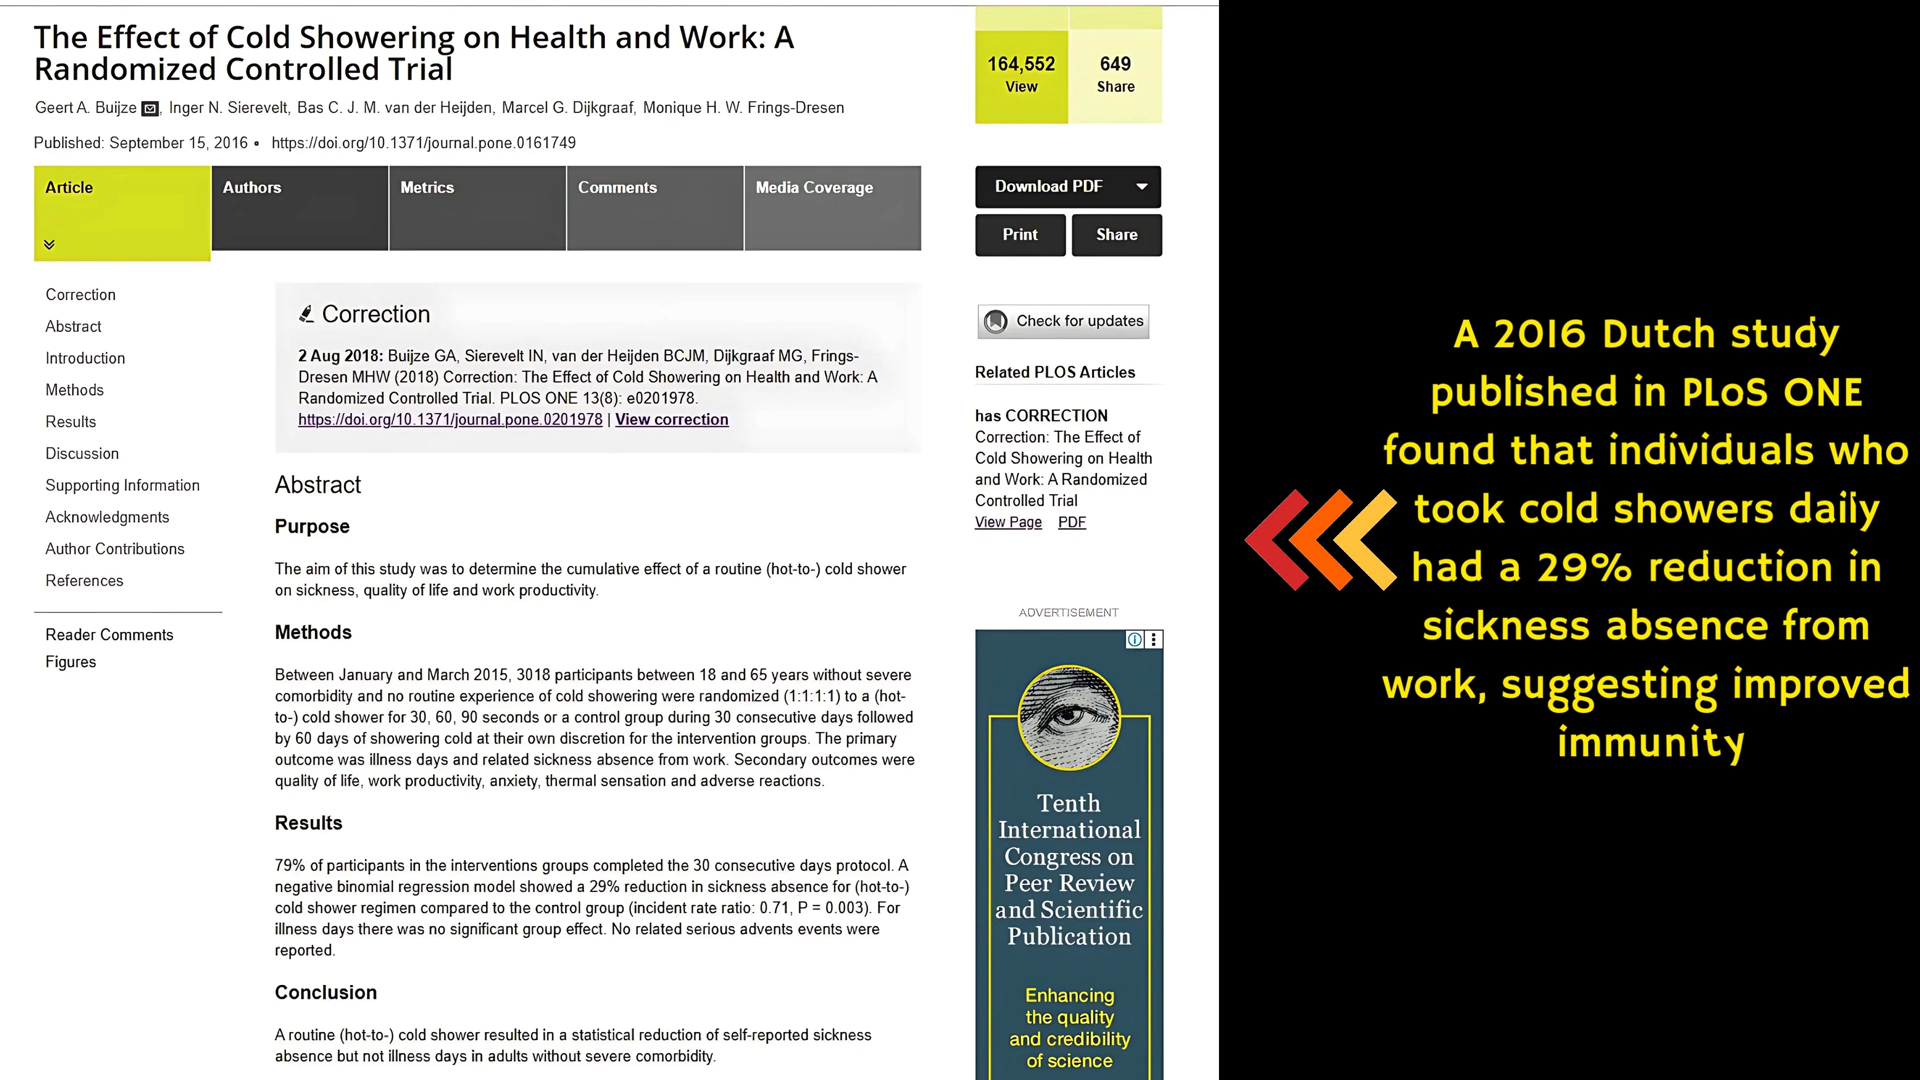 The Effect of Cold Showering on Health and Work: A
Randomized Controlled Trial
Geert A. Buijze, Inger N. Sierevelt, Bas C. J. M. van der Heijden, Marcel G. Dijkgraaf, Monique H. W. Frings-Dresen
Published: September 15, 2016 • https://doi.org/10.1371/journal.pone.0161749
164,552
View
649
Share
Article
Authors
Metrics
Comments
Media Coverage
Download PDF
Print
Share
Correction
Abstract
Introduction
Methods
Results
Discussion
Supporting Information
Acknowledgments
Author Contributions
References
Reader Comments
Figures
Correction
2 Aug 2018: Buijze GA, Sierevelt IN, van der Heijden BCJM, Dijkgraaf MG, Frings-
Dresen MHW (2018) Correction: The Effect of Cold Showering on Health and Work: A
Randomized Controlled Trial. PLOS ONE 13(8): e0201978.
https://doi.org/10.1371/journal.pone.0201978 | View correction
Abstract
Purpose
The aim of this study was to determine the cumulative effect of a routine (hot-to-) cold shower
on sickness, quality of life and work productivity.
Methods
Between January and March 2015, 3018 participants between 18 and 65 years without severe
comorbidity and no routine experience of cold showering were randomized (1:1:1:1) to a (hot-
to-) cold shower for 30, 60, 90 seconds or a control group during 30 consecutive days followed
by 60 days of showering cold at their own discretion for the intervention groups. The primary
outcome was illness days and related sickness absence from work. Secondary outcomes were
quality of life, work productivity, anxiety, thermal sensation and adverse reactions.
Results
79% of participants in the interventions groups completed the 30 consecutive days protocol. A
negative binomial regression model showed a 29% reduction in sickness absence for (hot-to-)
cold shower regimen compared to the control group (incident rate ratio: 0.71, P = 0.003). For
illness days there was no significant group effect. No related serious advents events were
reported.
Conclusion
A routine (hot-to-) cold shower resulted in a statistical reduction of self-reported sickness
absence but not illness days in adults without severe comorbidity.
Check for updates
Related PLOS Articles
has CORRECTION
Correction: The Effect of
Cold Showering on Health
and Work: A Randomized
Controlled Trial
View Page PDF
ADVERTISEMENT
Tenth
International
Congress on
Peer Review
and Scientific
Publication
Enhancing
the quality
and credibility
of science
A 2016 Dutch study
published in PLoS ONE
found that individuals who
took cold showers daily
had a 29% reduction in
sickness absence from
work, suggesting improved
immunity